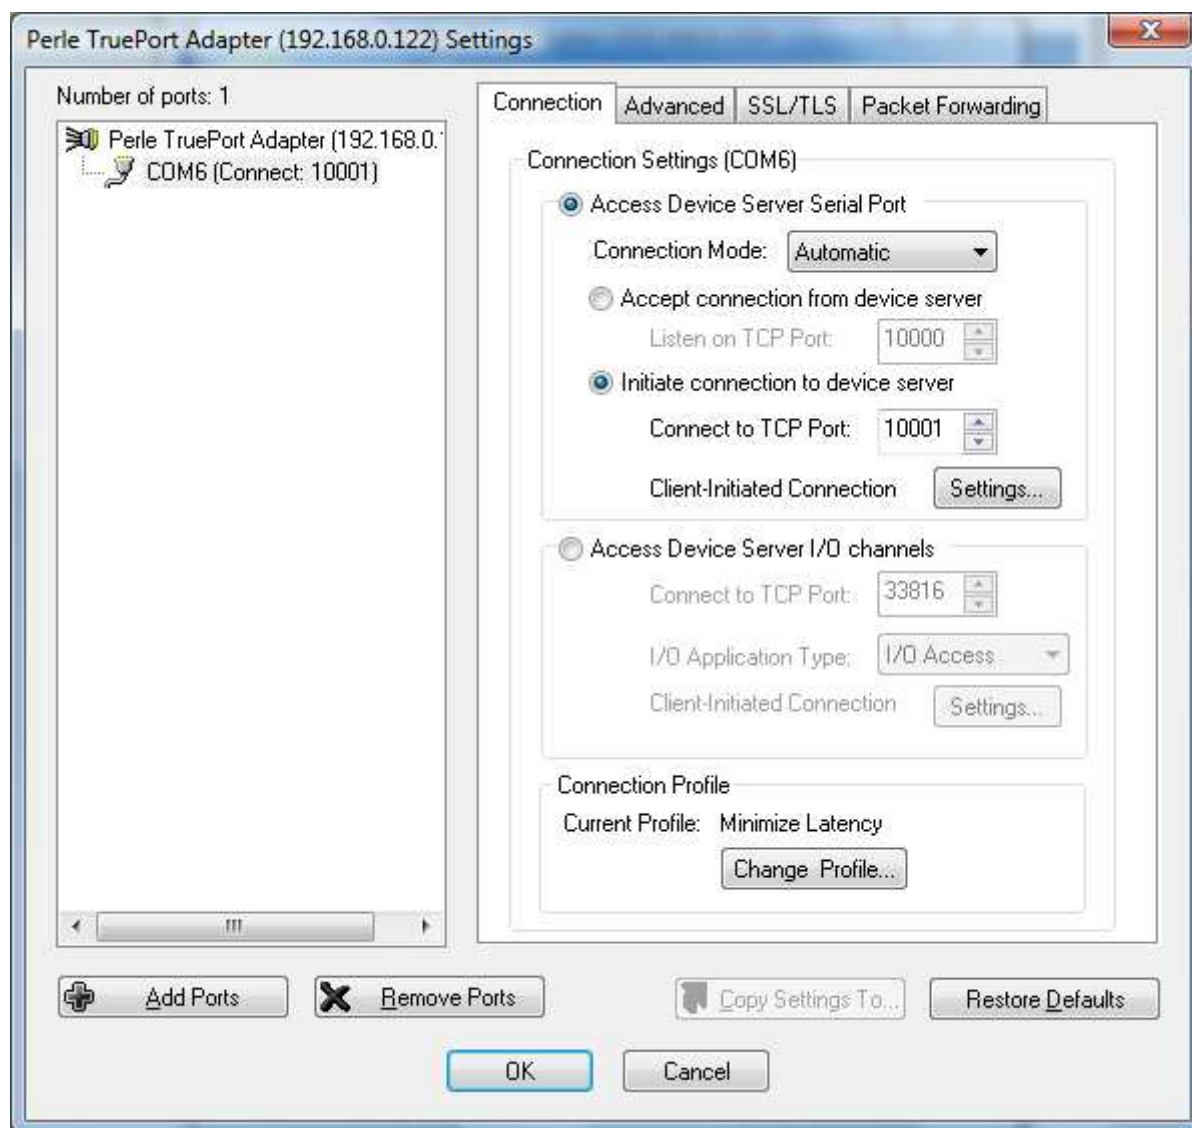 Perle TruePort Adapter (192.168.0.122) Settings
Number of ports: 1
Perle TruePort Adapter (192.168.0.
COM6 (Connect: 10001)
Connection
Advanced
SSL/TLS
Packet Forwarding
Connection Settings (COM6)
Access Device Server Serial Port
Connection Mode: Automatic
Accept connection from device server
Listen on TCP Port: 10000
Initiate connection to device server
Connect to TCP Port: 10001
Client-Initiated Connection Settings...
Access Device Server I/O channels
Connect to TCP Port: 33816
I/O Application Type: I/O Access
Client-Initiated Connection Settings...
Connection Profile
Current Profile: Minimize Latency
Change Profile...
Add Ports
Remove Ports
Copy Settings To...
Restore Defaults
OK
Cancel